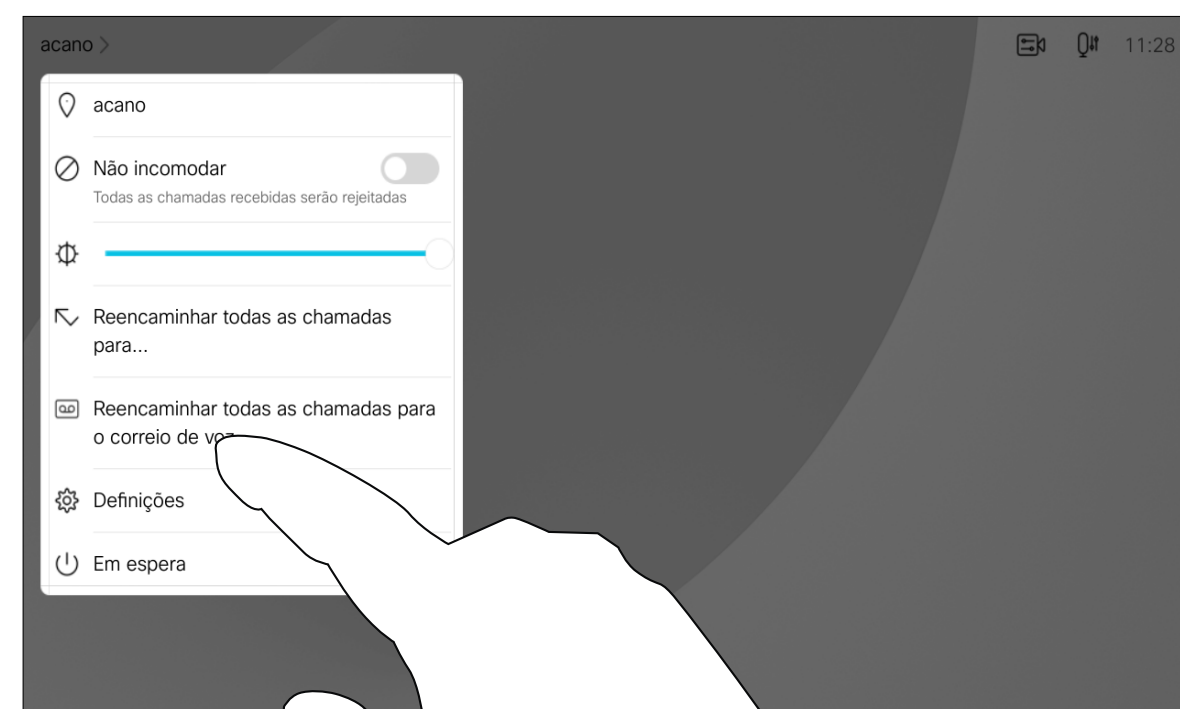 acano
11:28
acano
Não incomodar
Todas as chamadas recebidas serão rejeitadas
Reencaminhar todas as chamadas
para...
Reencaminhar todas as chamadas para
o correio de voz
Definições
Em espera